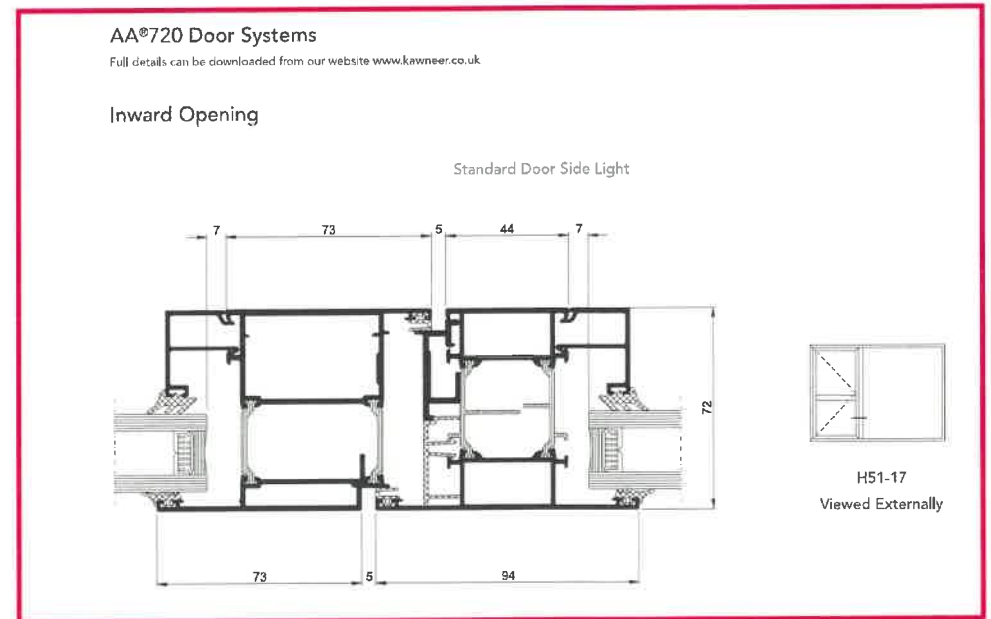 AA®720 Door Systems
Full details can be downloaded from our website www.kawneer.co.uk
Inward Opening
Standard Door Side Light
7 73 5 44 7
72
H51-17
Viewed Externally
73 5 94